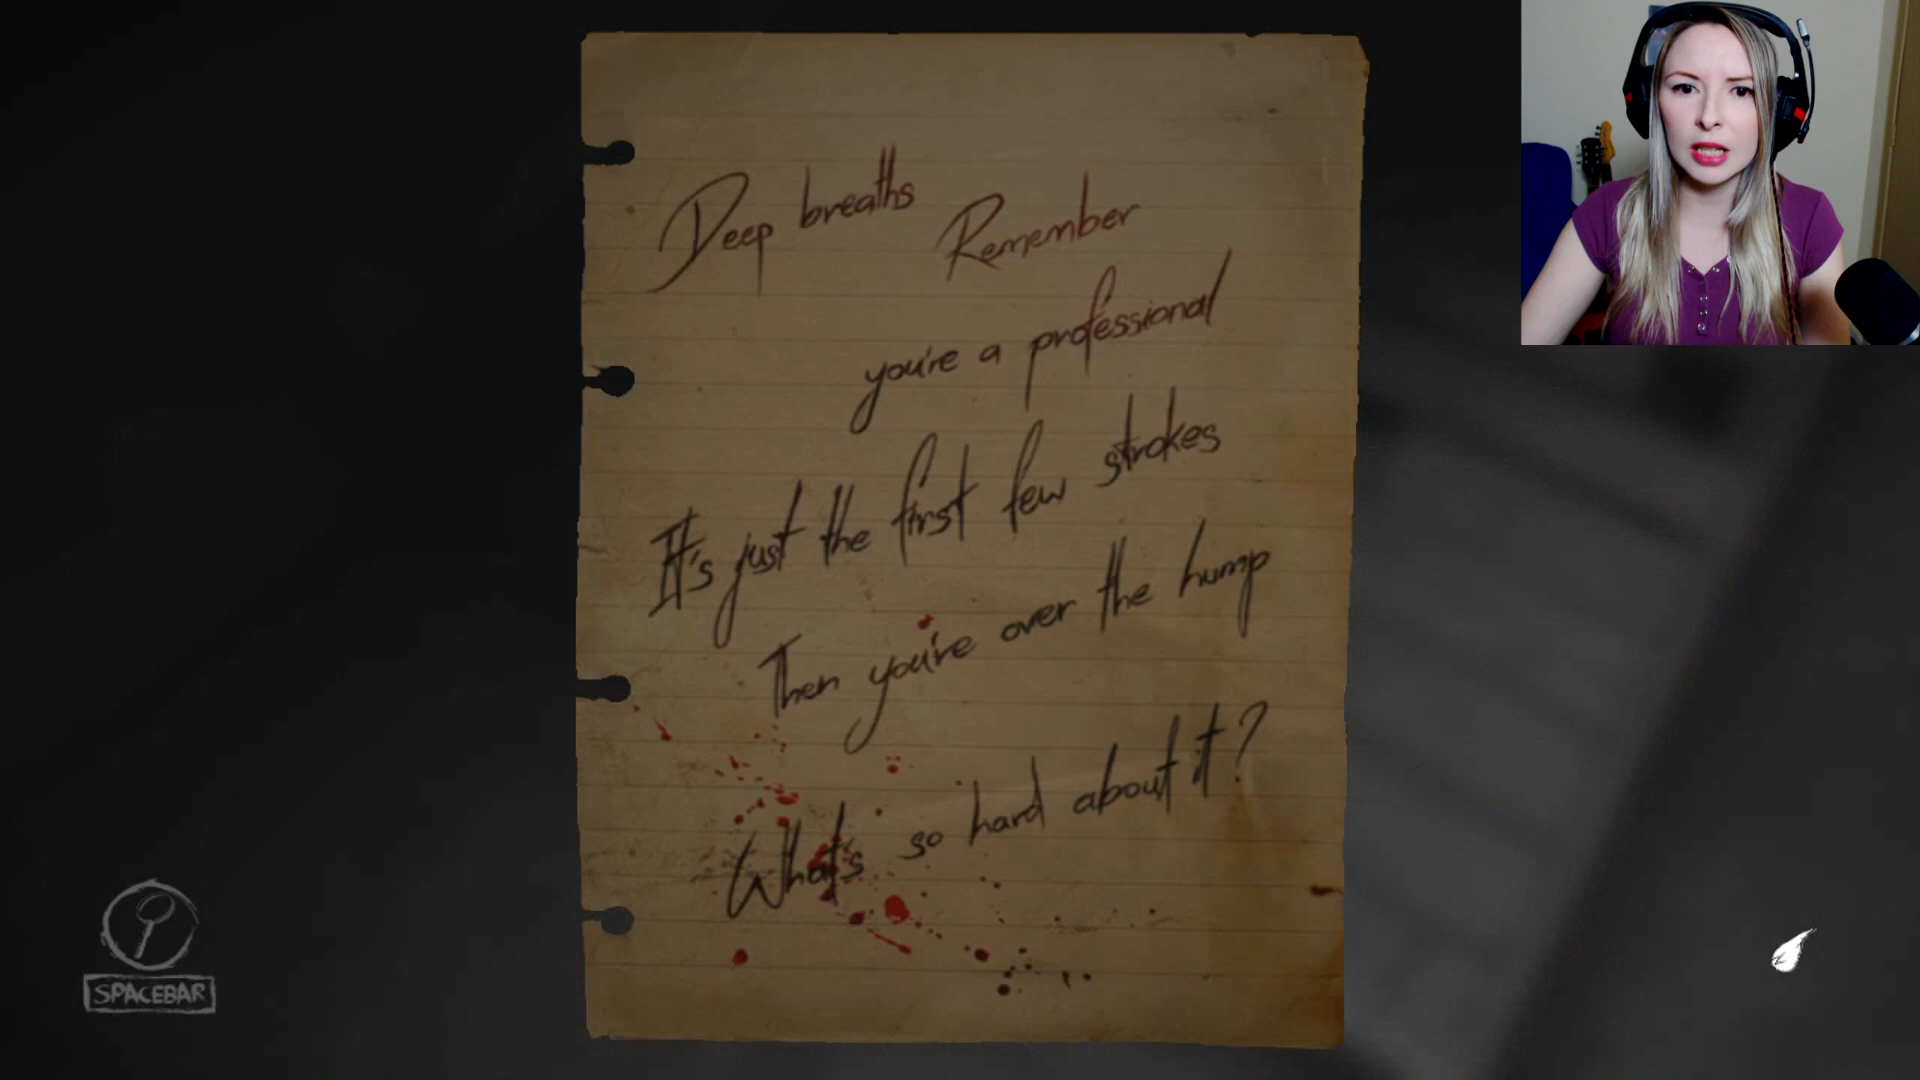 Deep breaths Remember
you're a professional
It's just the first few strokes
Then you're over the hump
What's so hard about it?
SPACEBAR